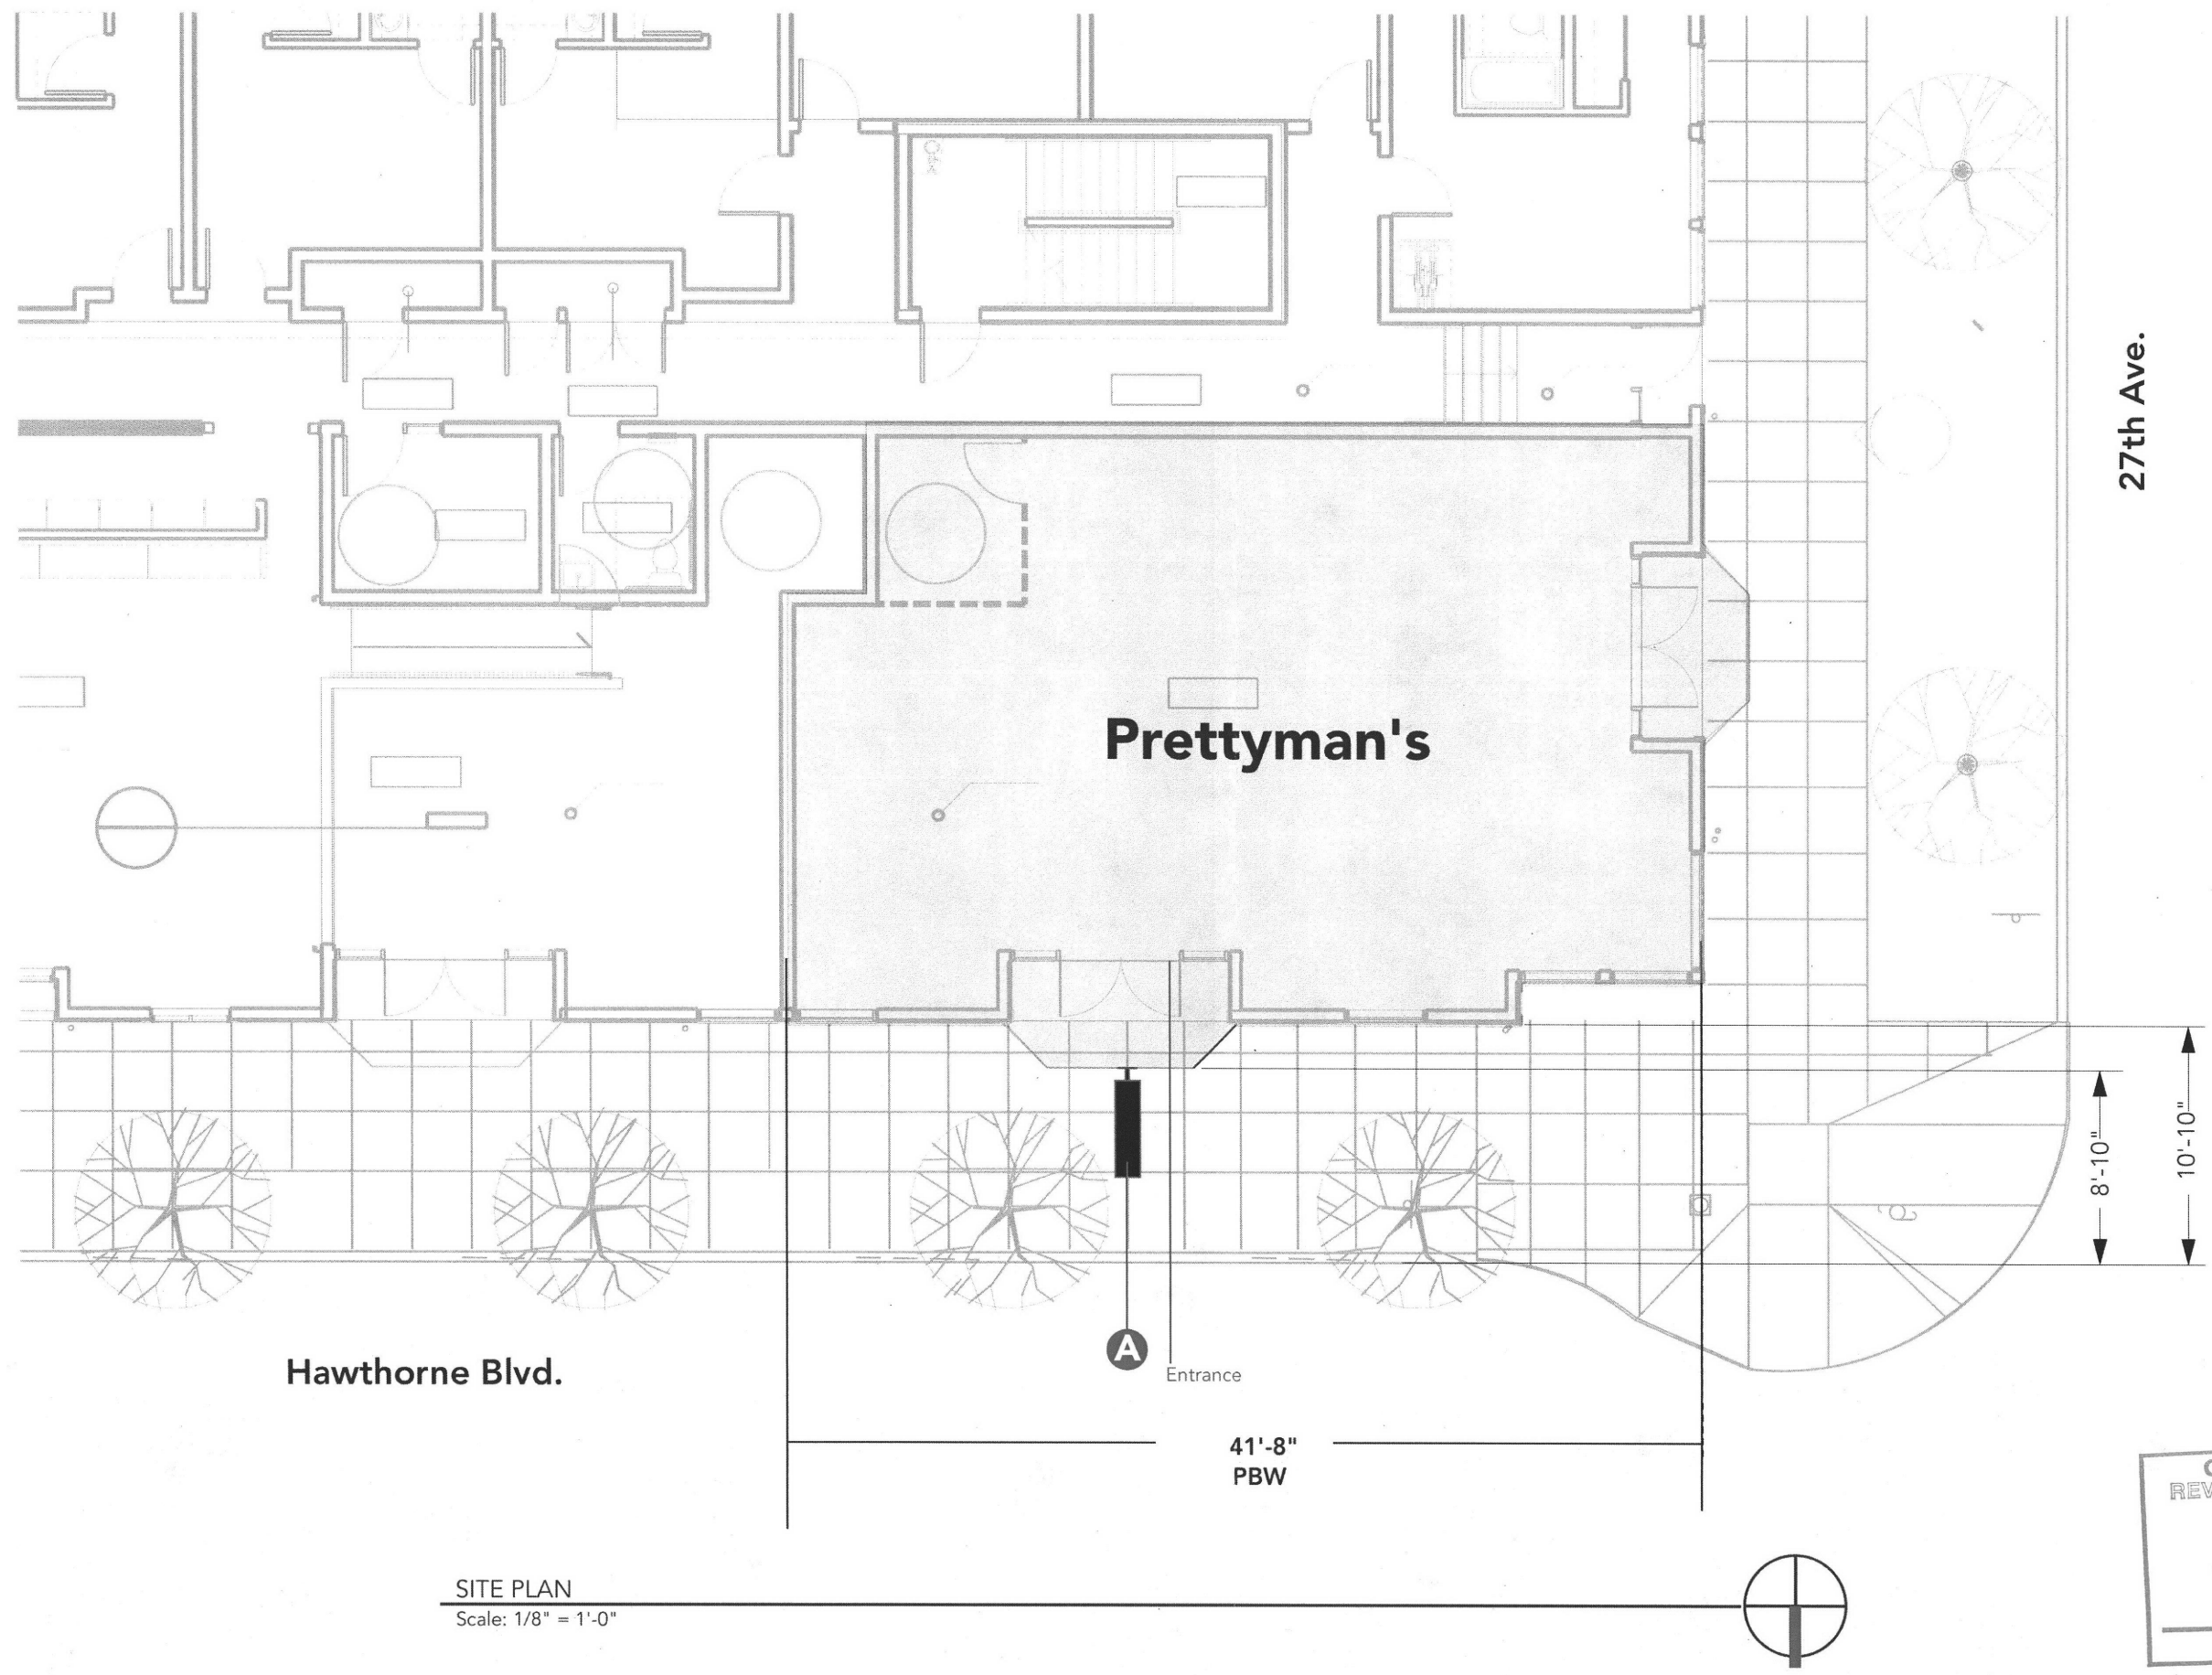 27th Ave.
Prettyman's
8'-10"
10'-10"
A
Entrance
Hawthorne Blvd.
41'-8"
PBW
SITE PLAN
Scale: 1/8" = 1'-0"